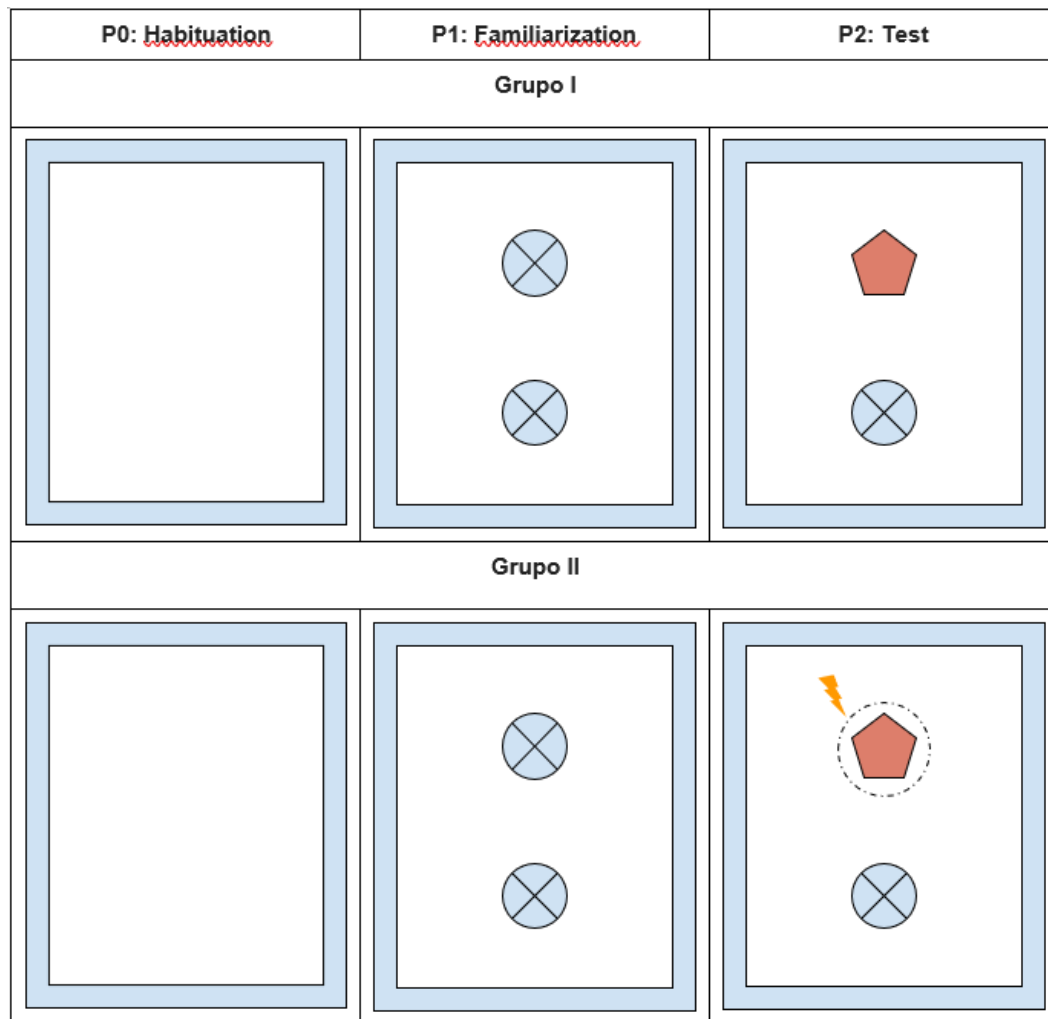 P0: Habituation
P1: Familiarization
P2: Test
Grupo I
Grupo II